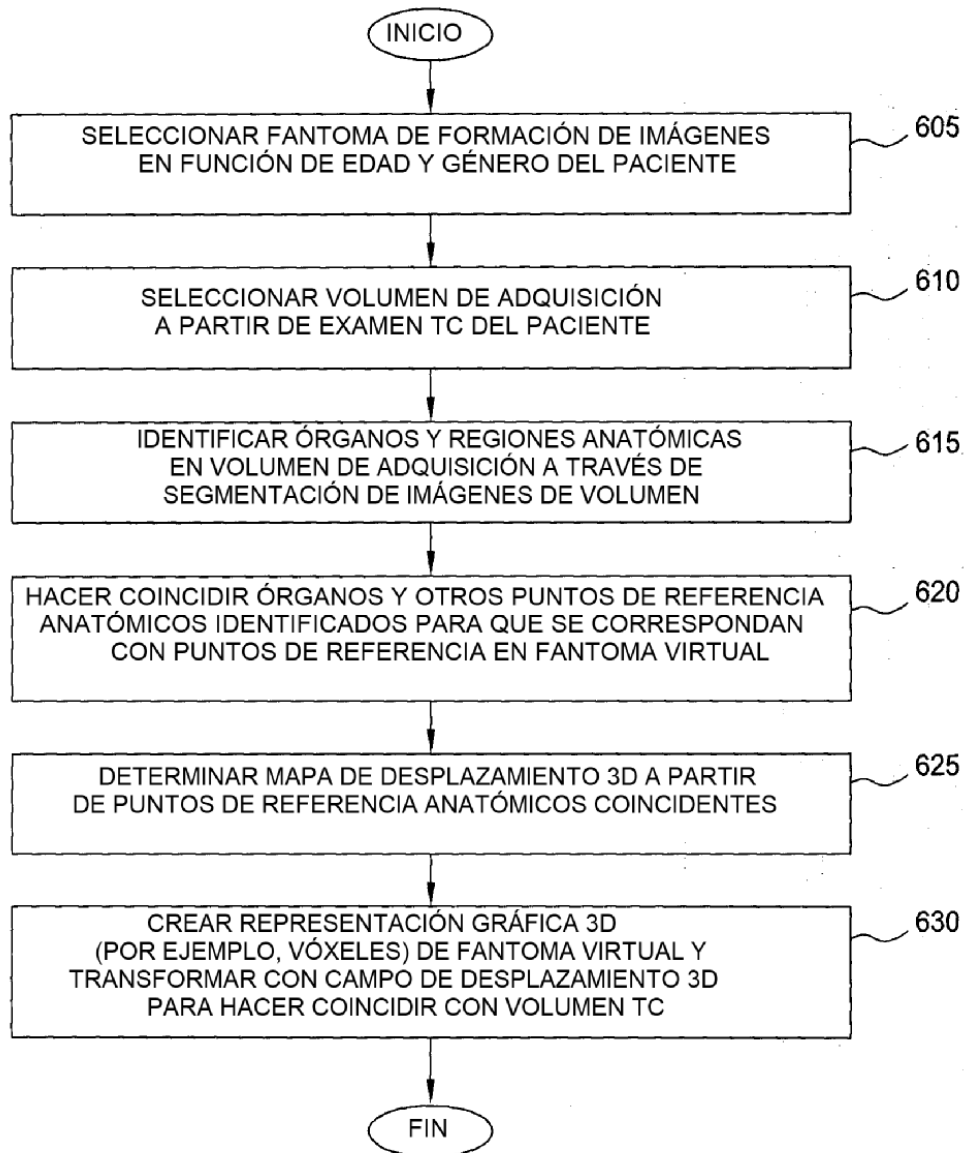 INICIO
SELECCIONAR FANTOMA DE FORMACIÓN DE IMÁGENES
EN FUNCIÓN DE EDAD Y GÉNERO DEL PACIENTE
605
SELECCIONAR VOLUMEN DE ADQUISICIÓN
A PARTIR DE EXAMEN TC DEL PACIENTE
610
IDENTIFICAR ÓRGANOS Y REGIONES ANATÓMICAS
EN VOLUMEN DE ADQUISICIÓN A TRAVÉS DE
SEGMENTACIÓN DE IMÁGENES DE VOLUMEN
615
HACER COINCIDIR ÓRGANOS Y OTROS PUNTOS DE REFERENCIA
ANATÓMICOS IDENTIFICADOS PARA QUE SE CORRESPONDAN
CON PUNTOS DE REFERENCIA EN FANTOMA VIRTUAL
620
DETERMINAR MAPA DE DESPLAZAMIENTO 3D A PARTIR
DE PUNTOS DE REFERENCIA ANATÓMICOS COINCIDENTES
625
CREAR REPRESENTACIÓN GRÁFICA 3D
(POR EJEMPLO, VÓXELES) DE FANTOMA VIRTUAL Y
TRANSFORMAR CON CAMPO DE DESPLAZAMIENTO 3D
PARA HACER COINCIDIR CON VOLUMEN TC
630
FIN